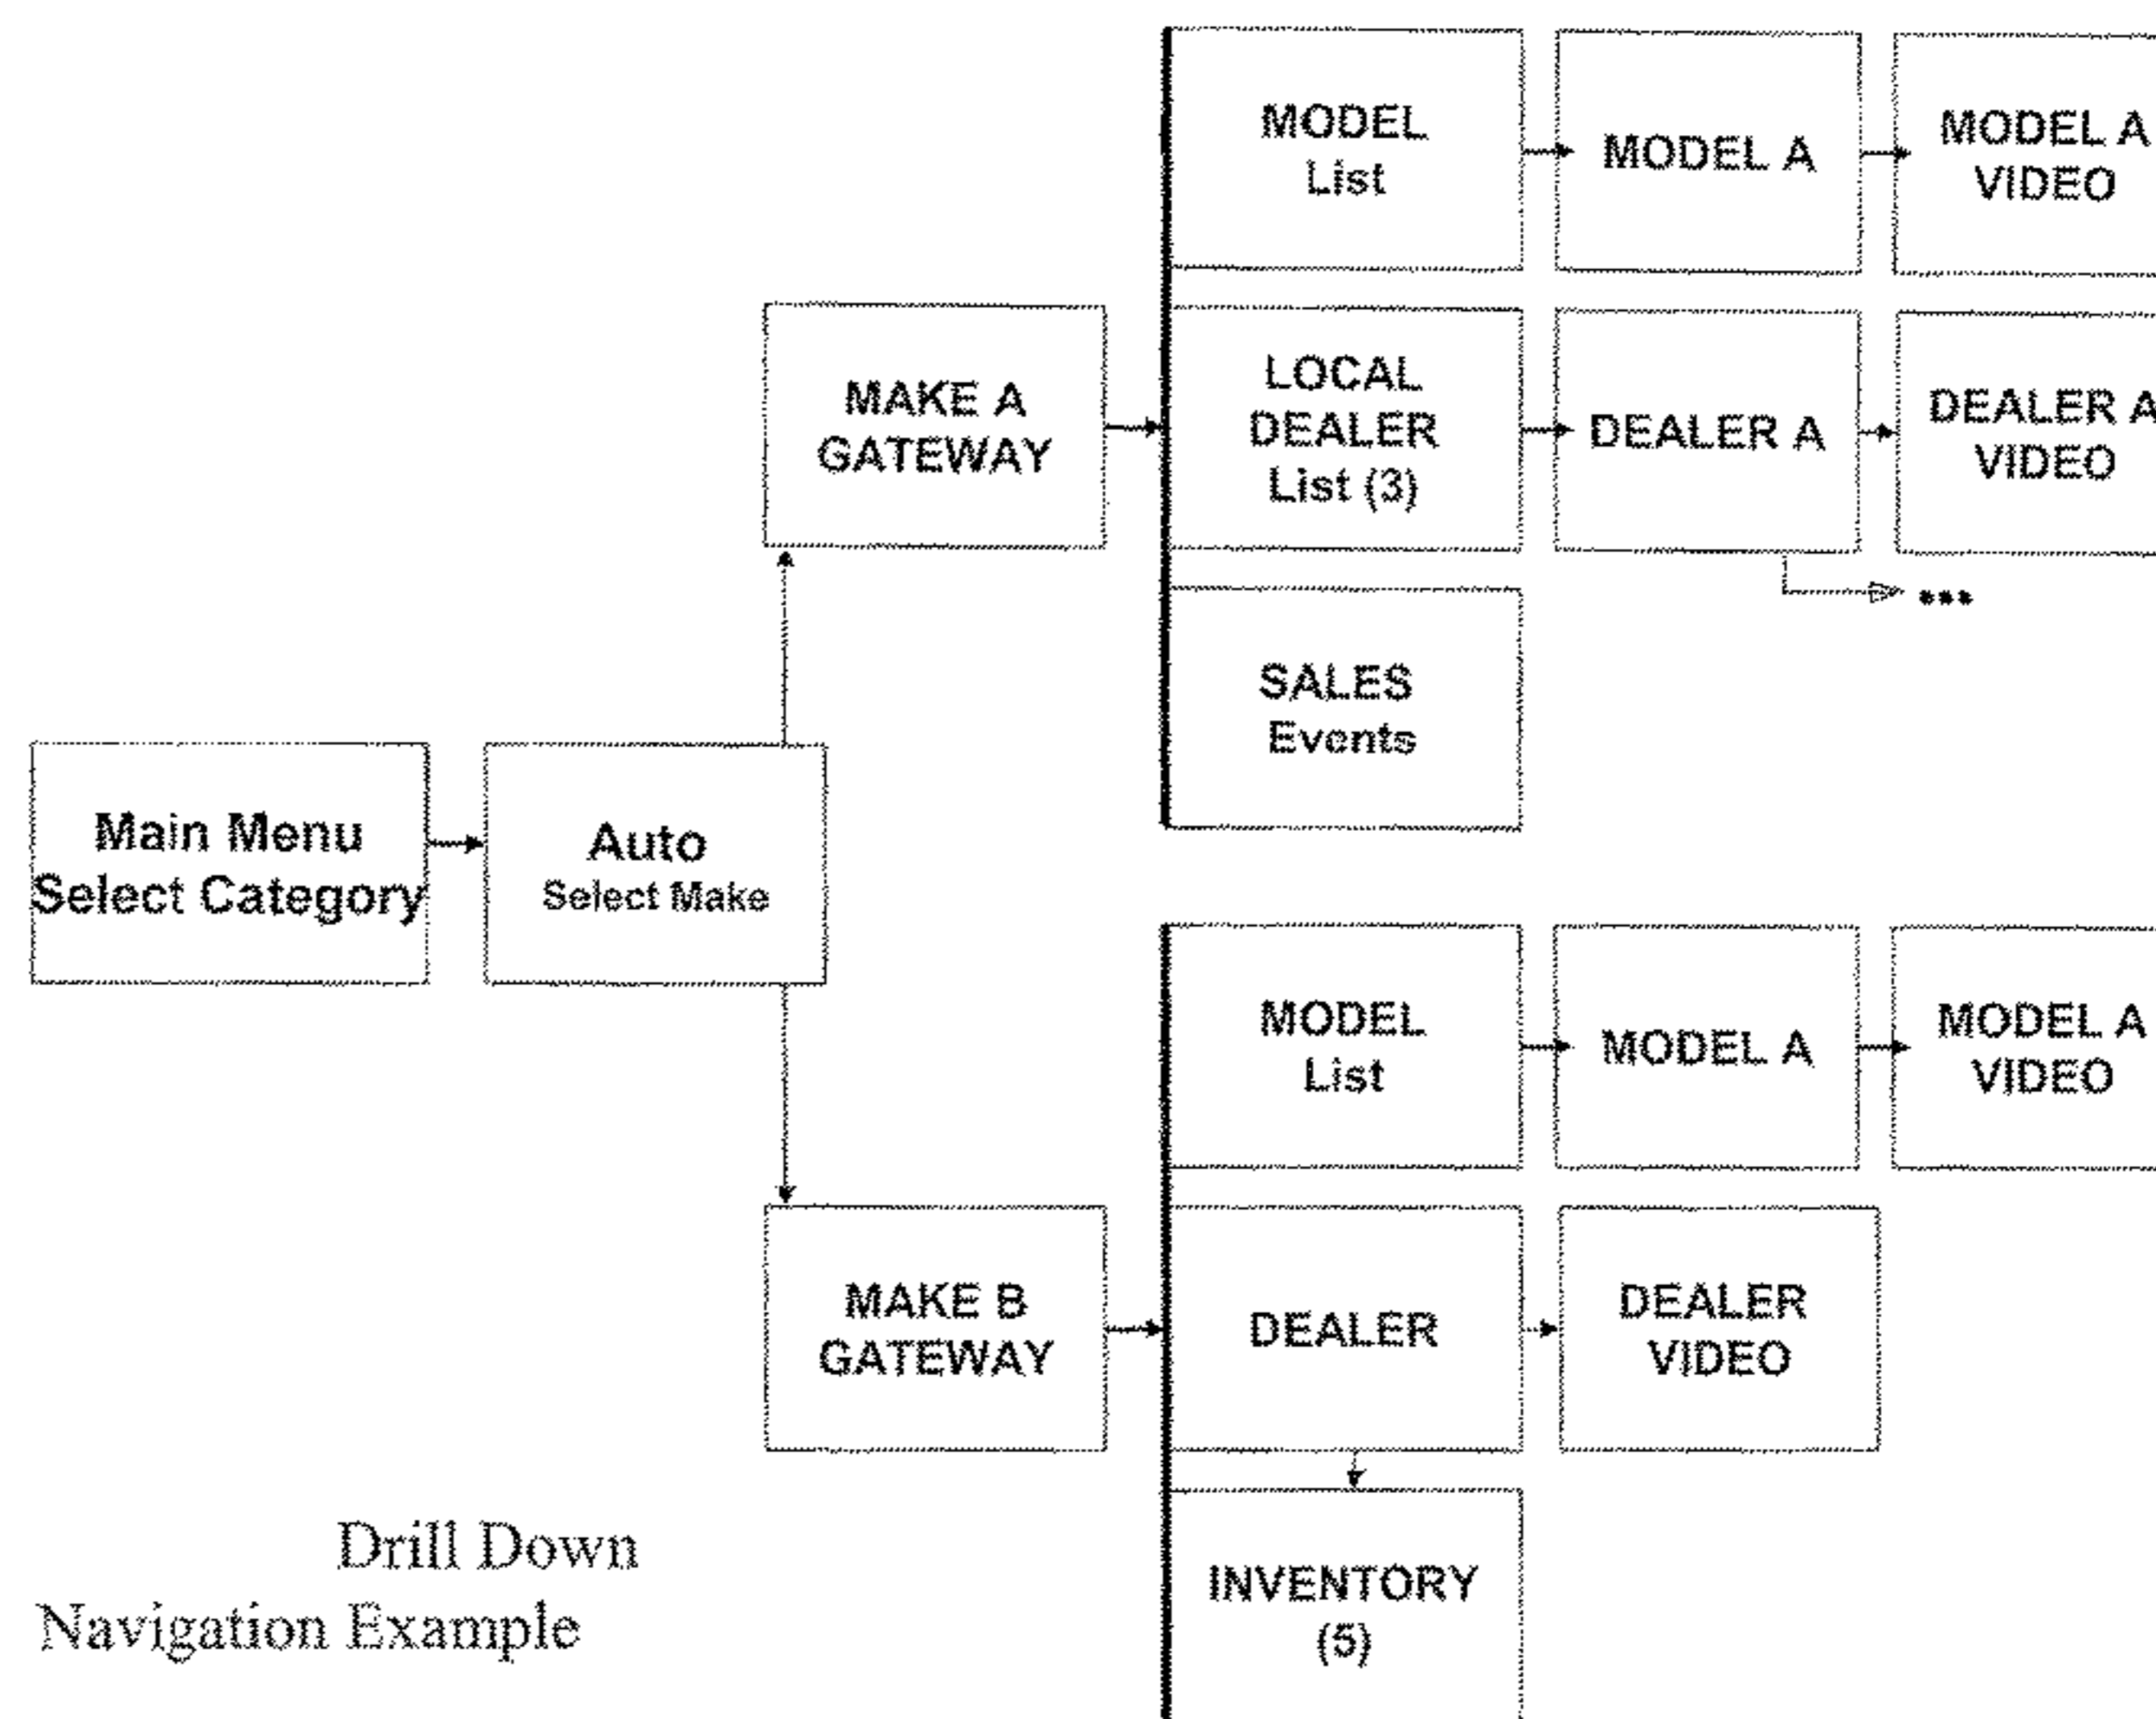 MODEL
List
MODEL A
MODEL A
VIDEO
MAKE A
GATEWAY
LOCAL
DEALER
List (3)
DEALER A
DEALER A
VIDEO
...
SALES
Events
Main Menu
Select Category
Auto
Select Make
MODEL
List
MODEL A
MODEL A
VIDEO
MAKE B
GATEWAY
DEALER
DEALER
VIDEO
INVENTORY
(5)
Drill Down
Navigation Example